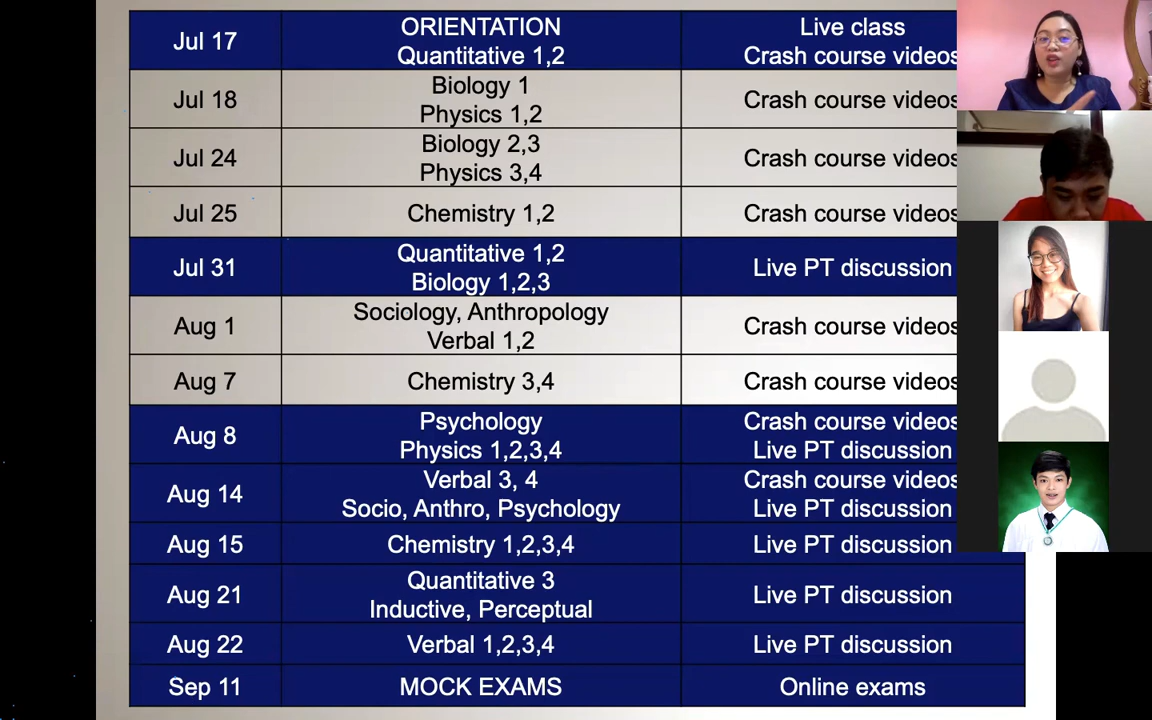 Jul 17
ORIENTATION
Quantitative 1,2
Live class
Crash course videos
Jul 18
Biology 1
Physics 1,2
Crash course videos
Jul 24
Biology 2,3
Physics 3,4
Crash course videos
Jul 25
Chemistry 1,2
Crash course videos
Jul 31
Quantitative 1,2
Biology 1,2,3
Live PT discussion
Aug 1
Sociology, Anthropology
Verbal 1,2
Crash course videos
Aug 7
Chemistry 3,4
Crash course videos
Aug 8
Psychology
Physics 1,2,3,4
Crash course videos
Live PT discussion
Aug 14
Verbal 3, 4
Socio, Anthro, Psychology
Crash course videos
Live PT discussion
Aug 15
Chemistry 1,2,3,4
Live PT discussion
Aug 21
Quantitative 3
Inductive, Perceptual
Live PT discussion
Aug 22
Verbal 1,2,3,4
Live PT discussion
Sep 11
MOCK EXAMS
Online exams